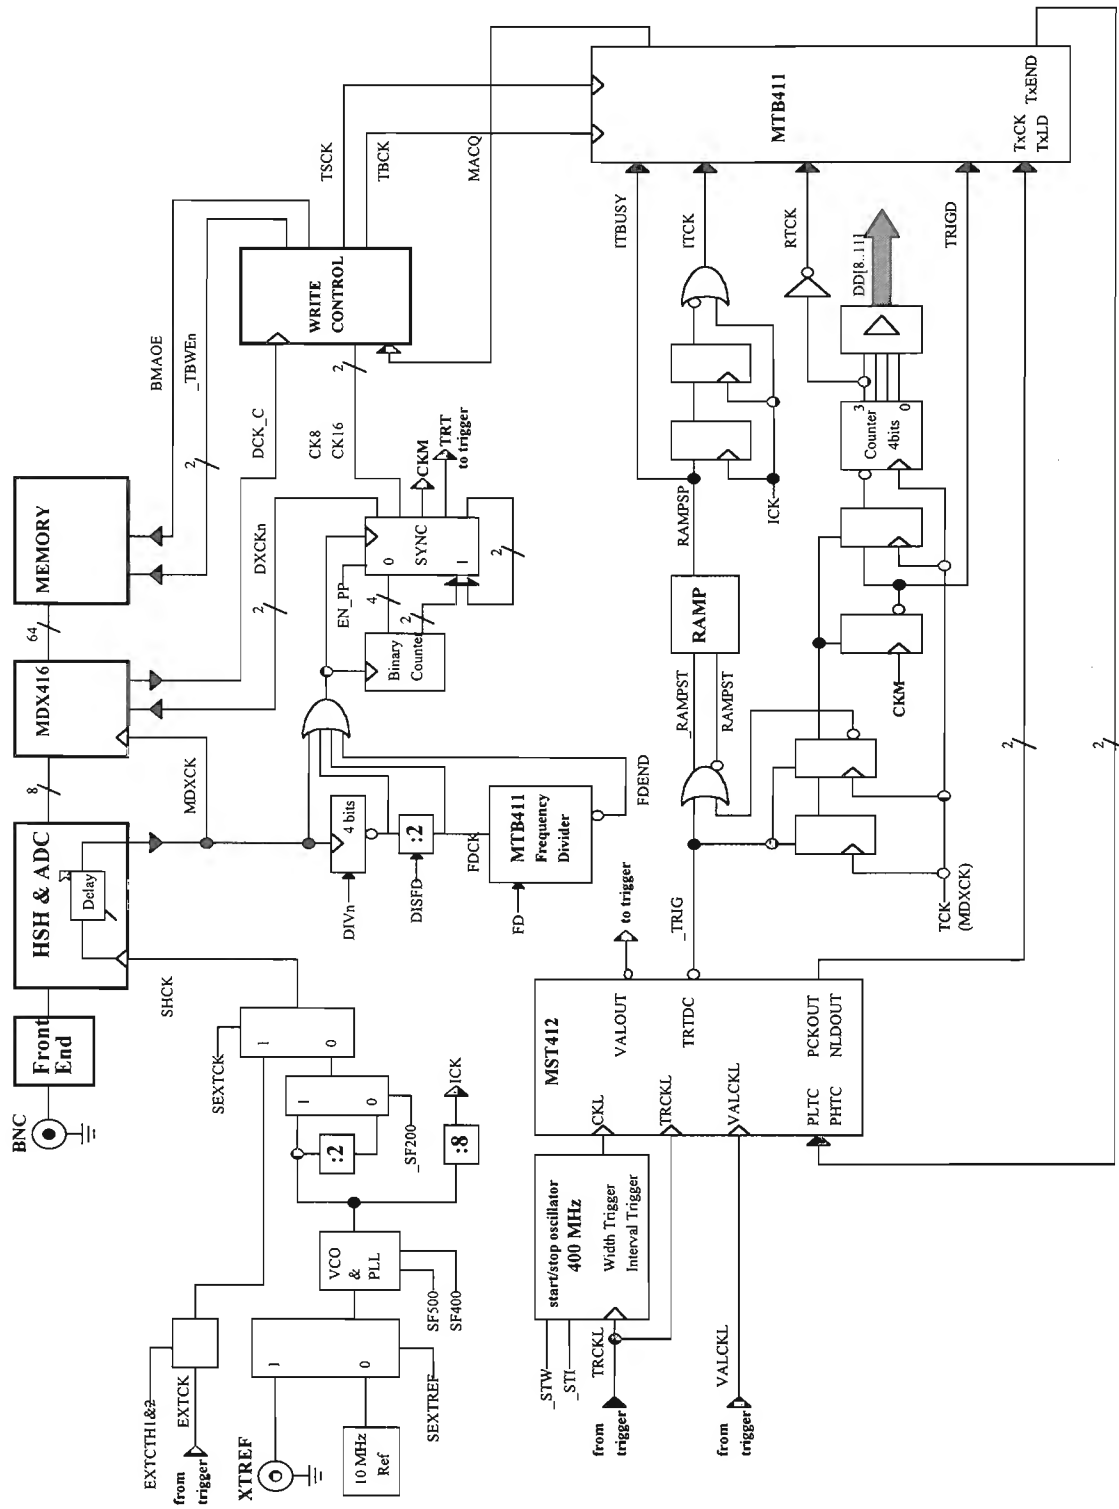 BNC
Front
End
HSH & ADC
Delay
8
MDX416
64
MEMORY
SHCK
MDXCK
BMAOE
_TBWEn
2
DCK_C
DXCKn
2
WRITE
CONTROL
TSCK
TBCK
MACQ
CK8
CK16
2
EXTCTH1&2
EXTCK
from
trigger
SEXTCK
1
0
1
0
_SF200
:2
:8
ICK
VCO
&
PLL
SF500
SF400
XTREF
10 MHz
Ref
1
0
SEXTREF
DIVn
4 bits
DISFD
:2
FDCK
FD
MTB411
Frequency
Divider
FDEND
EN_PP
Binary
Counter
4
2
0
SYNC
1
2
CKM
TRT
to trigger
_STW
_STI
TRCKL
from
trigger
start/stop oscillator
400 MHz
Width Trigger
Interval Trigger
VALCKL
from
trigger
MST412
CKL
TRCKL
VALCKL
PLTC
PHTC
VALOUT
TRTDC
PCKOUT
NLDOUT
to trigger
_TRIG
_RAMPST
RAMPST
RAMP
RAMPSP
ICK
ITBUSY
ITCK
RTCK
DD[8..11]
TRIGD
TCK
(MDXCK)
CKM
Counter
4bits
3
0
2
2
MTB411
TxCK
TxLD
TxEND